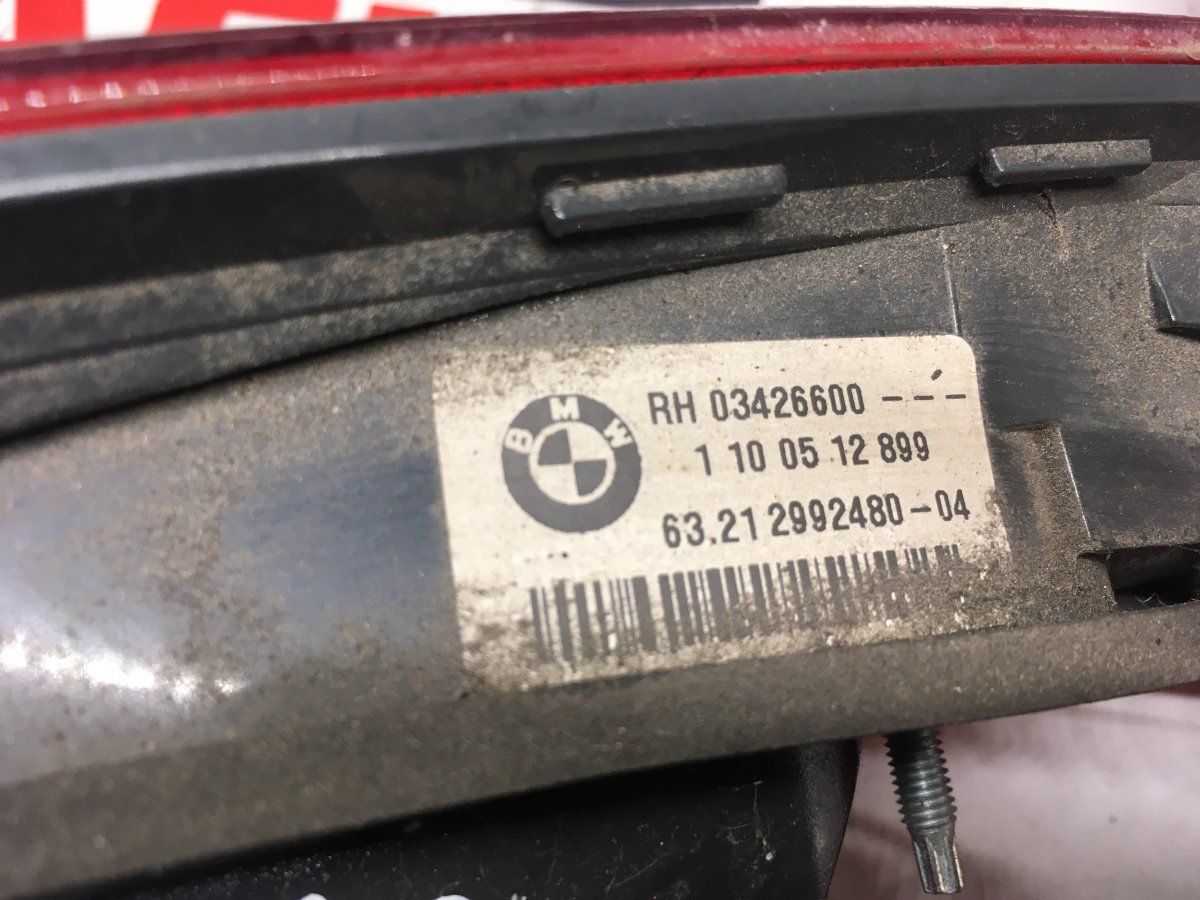 BMW
RH 03426600 ---
1 10 05 12 899
63.21 2992480-04